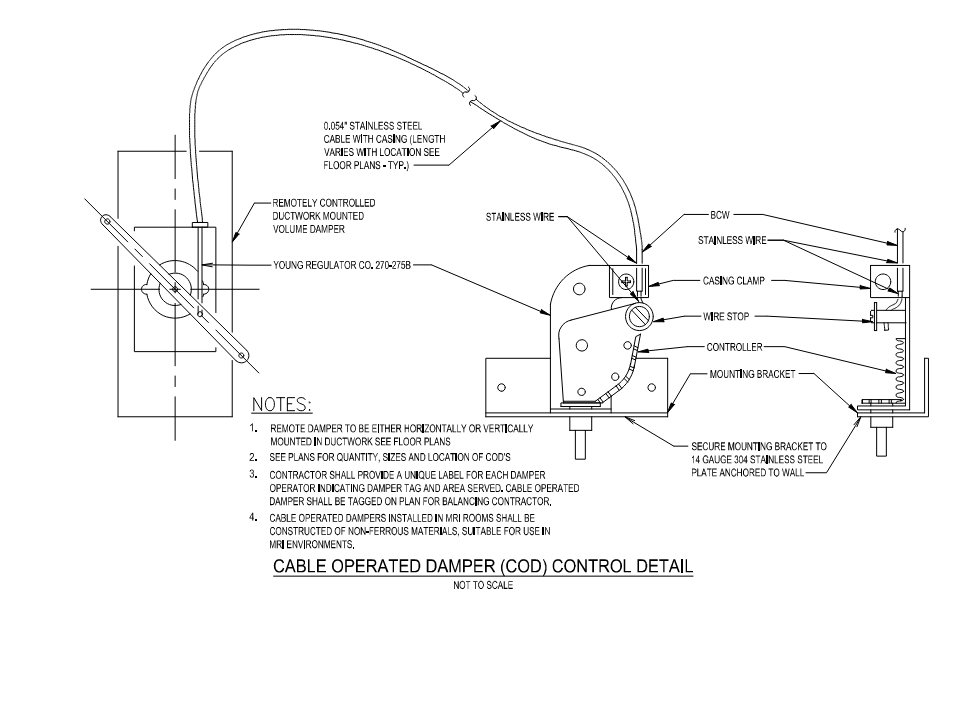 0.054" STAINLESS STEEL
CABLE WITH CASING (LENGTH
VARIES WITH LOCATION SEE
FLOOR PLANS - TYP.)
REMOTELY CONTROLLED
DUCTWORK MOUNTED
VOLUME DAMPER
YOUNG REGULATOR CO. 270-275B
STAINLESS WIRE
BCW
STAINLESS WIRE
CASING CLAMP
WIRE STOP
CONTROLLER
MOUNTING BRACKET
SECURE MOUNTING BRACKET TO
14 GAUGE 304 STAINLESS STEEL
PLATE ANCHORED TO WALL
NOTES:
1. REMOTE DAMPER TO BE EITHER HORIZONTALLY OR VERTICALLY
MOUNTED IN DUCTWORK SEE FLOOR PLANS
2. SEE PLANS FOR QUANTITY, SIZES AND LOCATION OF COD'S
3. CONTRACTOR SHALL PROVIDE A UNIQUE LABEL FOR EACH DAMPER
OPERATOR INDICATING DAMPER TAG AND AREA SERVED. CABLE OPERATED
DAMPER SHALL BE TAGGED ON PLAN FOR BALANCING CONTRACTOR.
4. CABLE OPERATED DAMPERS INSTALLED IN MRI ROOMS SHALL BE
CONSTRUCTED OF NON-FERROUS MATERIALS, SUITABLE FOR USE IN
MRI ENVIRONMENTS.
CABLE OPERATED DAMPER (COD) CONTROL DETAIL
NOT TO SCALE